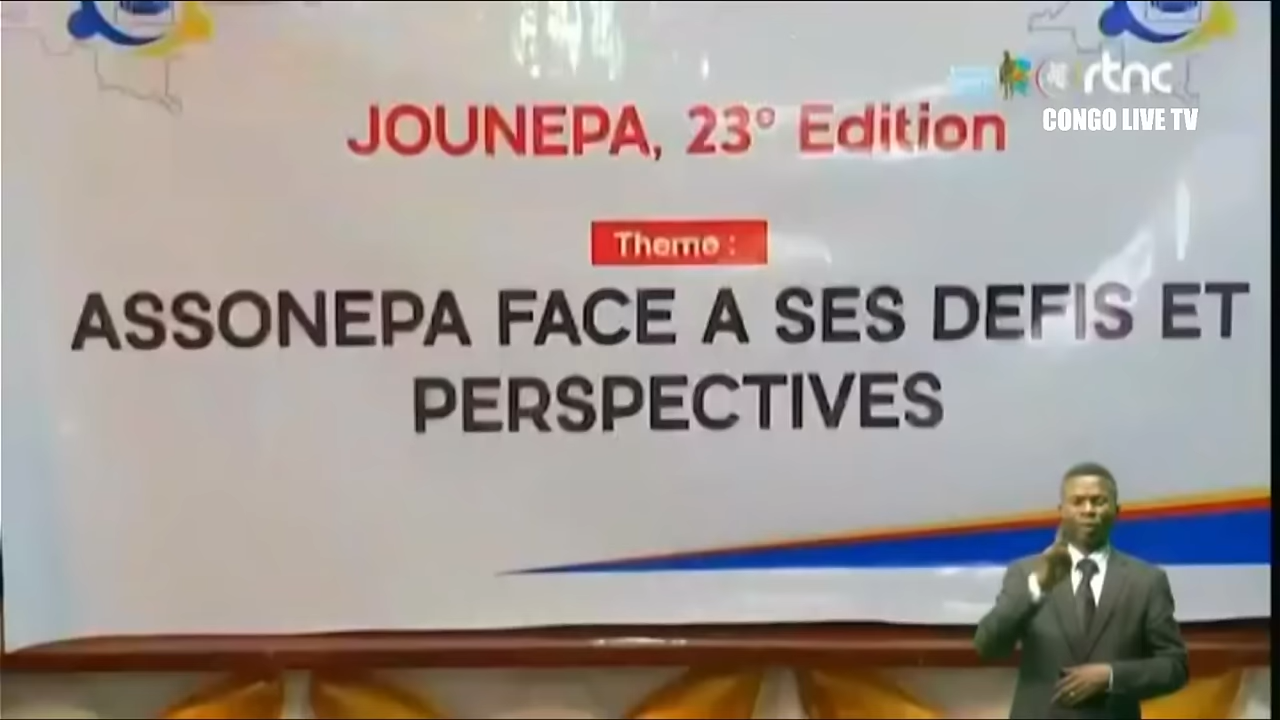 rtnc
CONGO LIVE TV
JOUNEPA, 23° Edition
Theme :
ASSONEPA FACE A SES DEFIS ET
PERSPECTIVES